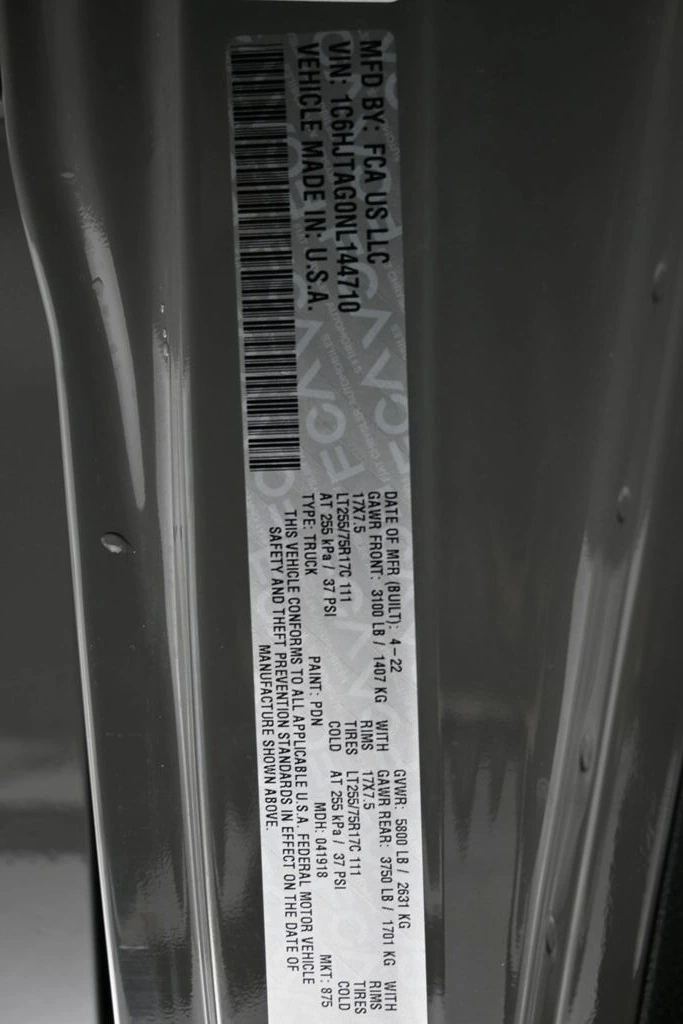 MFD BY: FCA US LLC
VIN: 1C6HJTAG0NL144710
VEHICLE MADE IN: U.S.A.
DATE OF MFR (BUILT): 4-22 GVWR: 5800 LB / 2631 KG
GAWR FRONT: 3100 LB / 1407 KG WITH GAWR REAR: 3750 LB / 1701 KG WITH
17X7.5 RIMS 17X7.5 RIMS
LT255/75R17C 111 TIRES LT255/75R17C 111 TIRES
AT 255 kPa / 37 PSI COLD AT 255 kPa / 37 PSI COLD
TYPE: TRUCK PAINT: PDN MDH: 041918 MKT: 875
THIS VEHICLE CONFORMS TO ALL APPLICABLE U.S.A. FEDERAL MOTOR VEHICLE
SAFETY AND THEFT PREVENTION STANDARDS IN EFFECT ON THE DATE OF
MANUFACTURE SHOWN ABOVE.